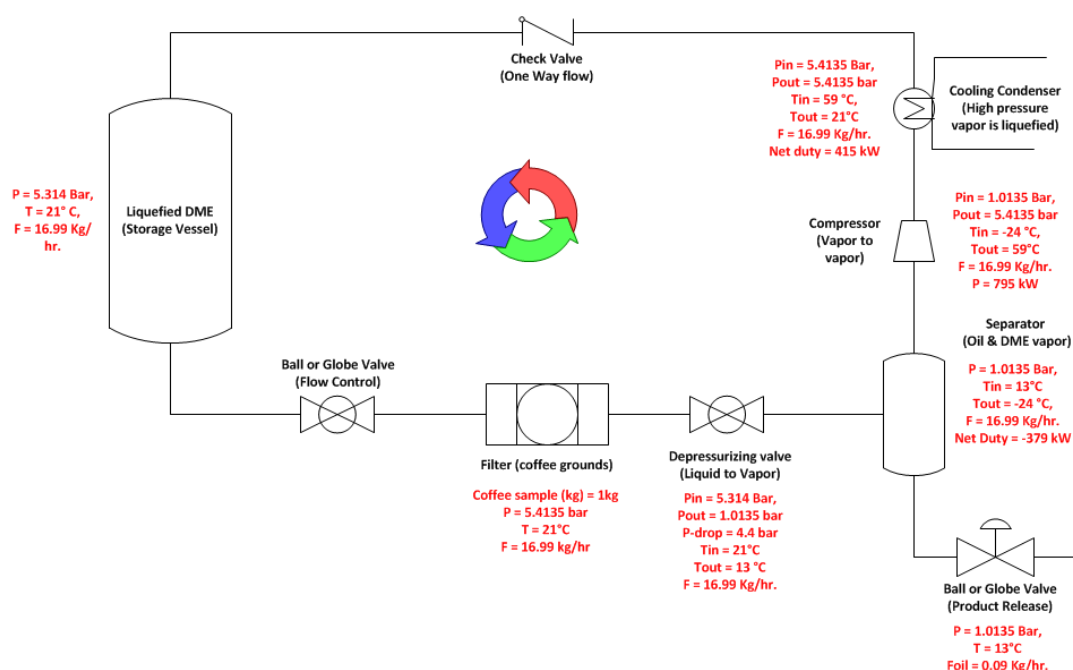 Check Valve
(One Way flow)
Pin = 5.4135 Bar,
Pout = 5.4135 bar
Tin = 59 °C,
Tout = 21°C
F = 16.99 Kg/hr.
Net duty = 415 kW
Cooling Condenser
(High pressure
vapor is liquefied)
P = 5.314 Bar,
T = 21° C,
F = 16.99 Kg/
hr.
Liquefied DME
(Storage Vessel)
Compressor
(Vapor to
vapor)
Pin = 1.0135 Bar,
Pout = 5.4135 bar
Tin = -24 °C,
Tout = 59°C
F = 16.99 Kg/hr.
P = 795 kW
Separator
(Oil & DME vapor)
P = 1.0135 Bar,
Tin = 13°C
Tout = -24 °C,
F = 16.99 Kg/hr.
Net Duty = -379 kW
Ball or Globe Valve
(Flow Control)
Filter (coffee grounds)
Coffee sample (kg) = 1kg
P = 5.4135 bar
T = 21°C
F = 16.99 kg/hr
Depressurizing valve
(Liquid to Vapor)
Pin = 5.314 Bar,
Pout = 1.0135 bar
P-drop = 4.4 bar
Tin = 21°C
Tout = 13 °C
F = 16.99 Kg/hr.
Ball or Globe Valve
(Product Release)
P = 1.0135 Bar,
T = 13°C
Foil = 0.09 Kg/hr.